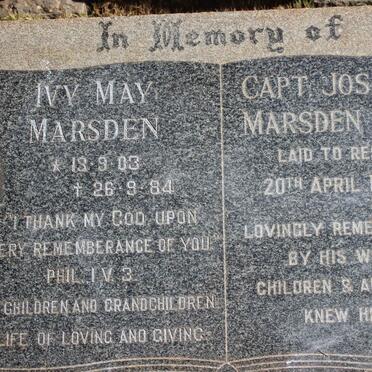 In Memory of
IVY MAY
MARSDEN
* 13·9·03
† 26·9·84
"I THANK MY GOD UPON
ERY REMEMBERANCE OF YOU"
PHIL. I V. 3
CHILDREN AND GRANDCHILDREN
LIFE OF LOVING AND GIVING
CAPT. JOS
MARSDEN
LAID TO RE
20TH APRIL 1
LOVINGLY REME
BY HIS W
CHILDREN & A
KNEW H